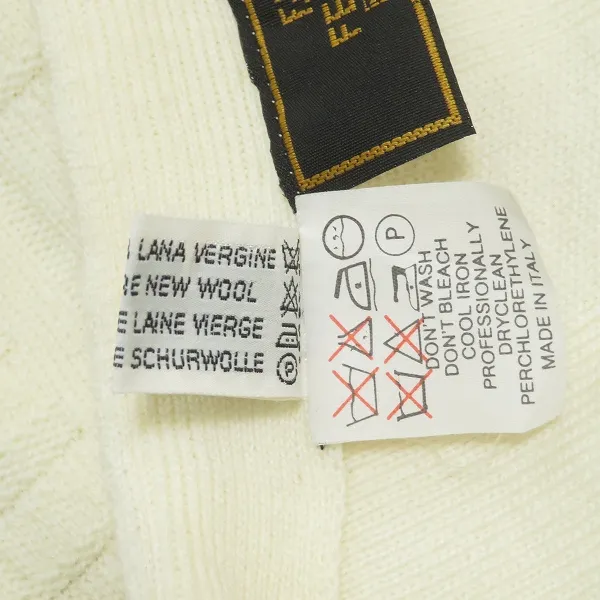 LANA VERGINE
NEW WOOL
LAINE VIERGE
SCHURWOLLE
P
P
DON'T WASH
DON'T BLEACH
COOL IRON
PROFESSIONALLY
DRYCLEAN
PERCHLORETHYLENE
MADE IN ITALY